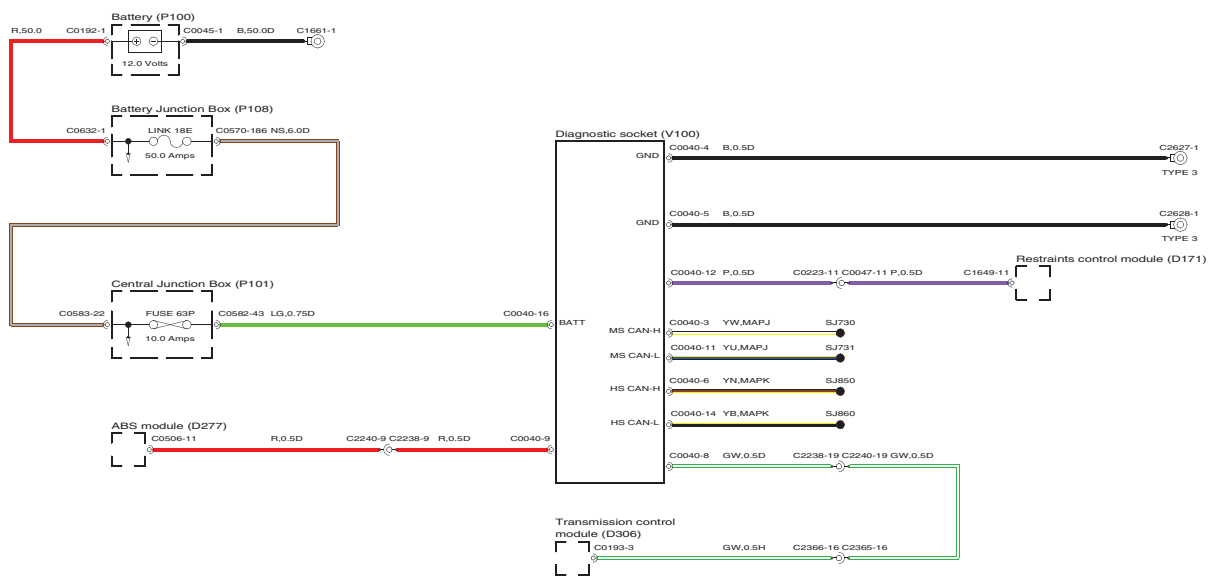 Battery (P100)
R,50.0 C0192-1 C0045-1 B,50.0D C1661-1
12.0 Volts
Battery Junction Box (P108)
C0632-1 LINK 18E C0570-186 NS,6.0D
50.0 Amps
Diagnostic socket (V100)
GND C0040-4 B,0.5D C2627-1
TYPE 3
GND C0040-5 B,0.5D C2628-1
TYPE 3
Restraints control module (D171)
C0040-12 P,0.5D C0223-11 C0047-11 P,0.5D C1649-11
Central Junction Box (P101)
C0583-22 FUSE 63P C0582-43 LG,0.75D C0040-16 BATT
10.0 Amps
MS CAN-H C0040-3 YW,MAPJ SJ730
MS CAN-L C0040-11 YU,MAPJ SJ731
HS CAN-H C0040-6 YN,MAPK SJ850
HS CAN-L C0040-14 YB,MAPK SJ860
ABS module (D277)
C0506-11 R,0.5D C2240-9 C2238-9 R,0.5D C0040-9
C0040-8 GW,0.5D C2238-19 C2240-19 GW,0.5D
Transmission control
module (D306)
C0193-3 GW,0.5H C2366-16 C2365-16